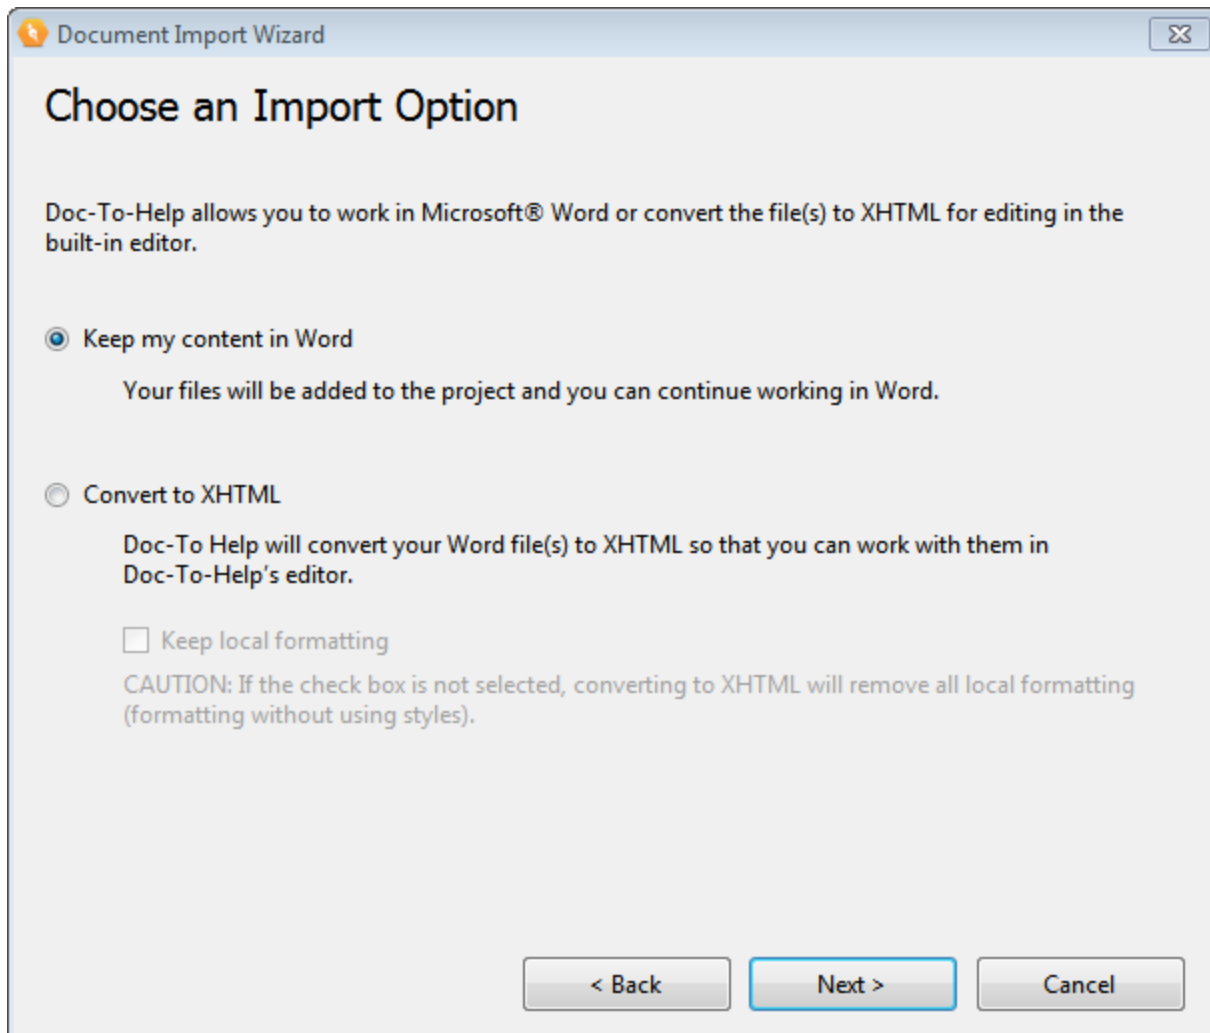 Document Import Wizard
Choose an Import Option
Doc-To-Help allows you to work in Microsoft® Word or convert the file(s) to XHTML for editing in the
built-in editor.
Keep my content in Word
Your files will be added to the project and you can continue working in Word.
Convert to XHTML
Doc-To Help will convert your Word file(s) to XHTML so that you can work with them in
Doc-To-Help's editor.
Keep local formatting
CAUTION: If the check box is not selected, converting to XHTML will remove all local formatting
(formatting without using styles).
< Back Next > Cancel